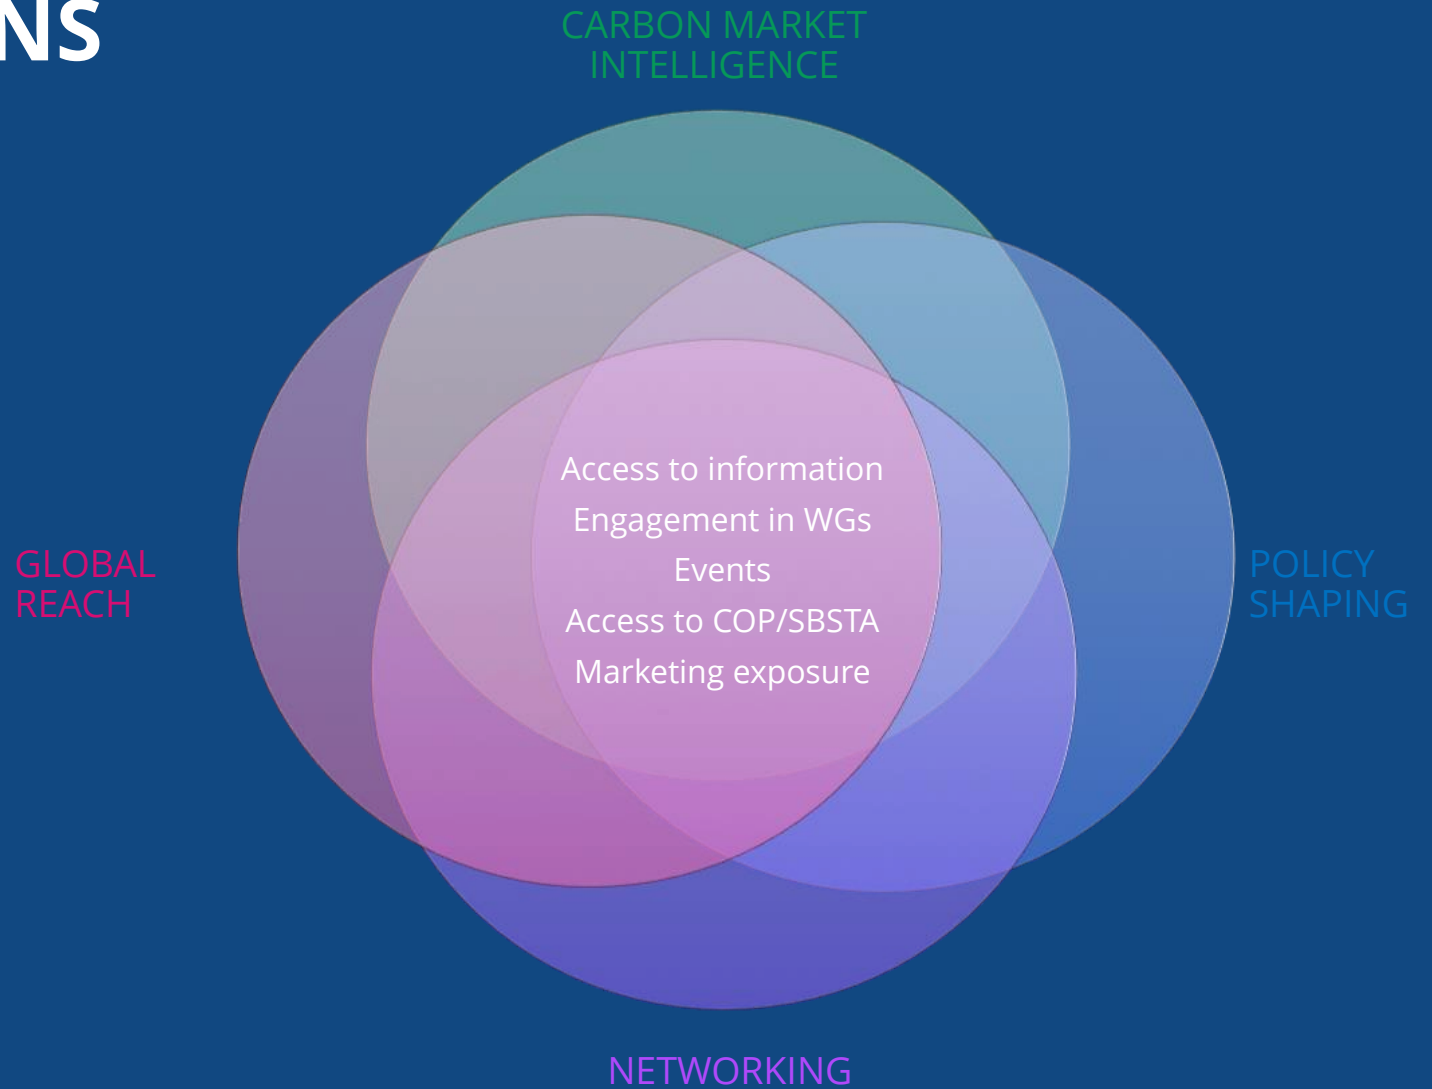 NS
CARBON MARKET
INTELLIGENCE
Access to information
Engagement in WGs
Events
Access to COP/SBSTA
Marketing exposure
GLOBAL
REACH
POLICY
SHAPING
NETWORKING